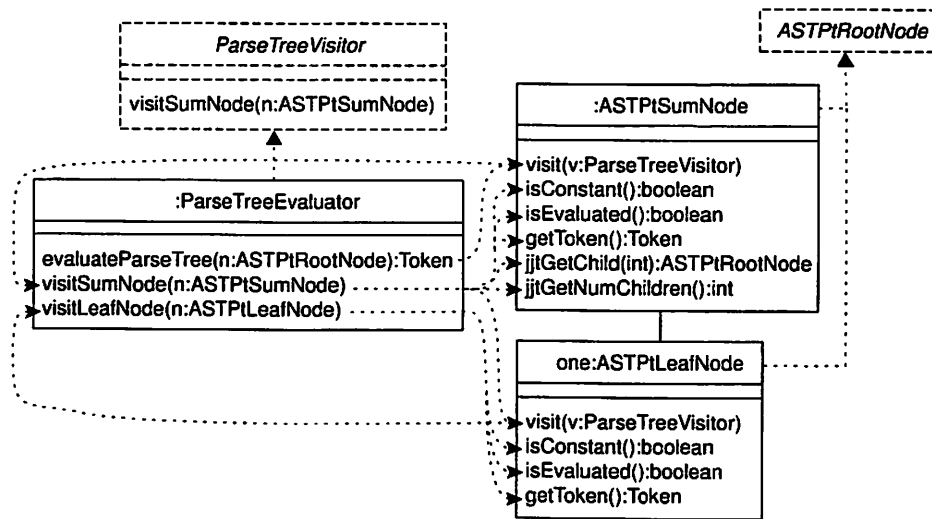 ParseTreeVisitor
visitSumNode(n:ASTPtSumNode)
ASTPtRootNode
:ParseTreeEvaluator
evaluateParseTree(n:ASTPtRootNode):Token
visitSumNode(n:ASTPtSumNode)
visitLeafNode(n:ASTPtLeafNode)
:ASTPtSumNode
visit(v:ParseTreeVisitor)
isConstant():boolean
isEvaluated():boolean
getToken():Token
jjtGetChild(int):ASTPtRootNode
jjtGetNumChildren():int
one:ASTPtLeafNode
visit(v:ParseTreeVisitor)
isConstant():boolean
isEvaluated():boolean
getToken():Token